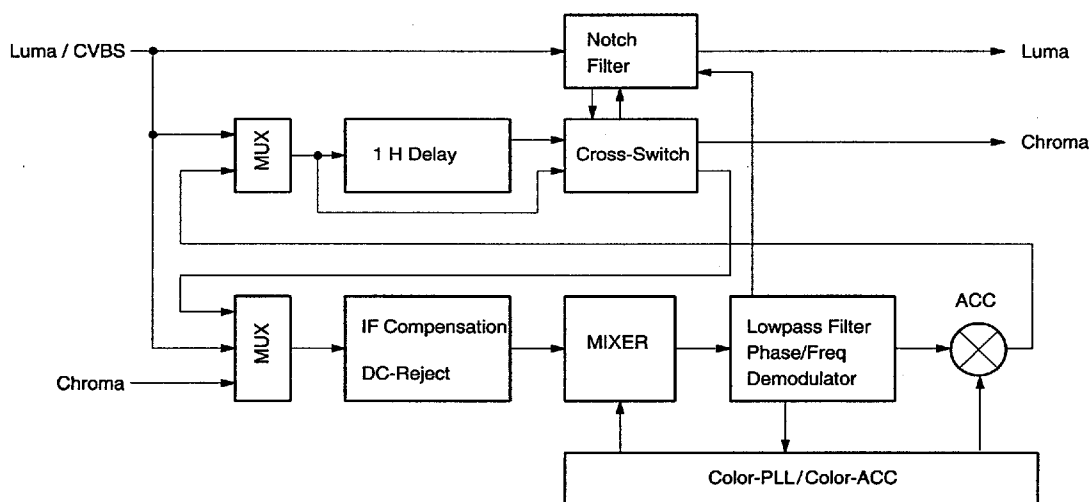 Luma / CVBS
Notch
Filter
Luma
MUX
1 H Delay
Cross-Switch
Chroma
ACC
MUX
IF Compensation
DC-Reject
MIXER
Lowpass Filter
Phase/Freq
Demodulator
Chroma
Color-PLL/Color-ACC